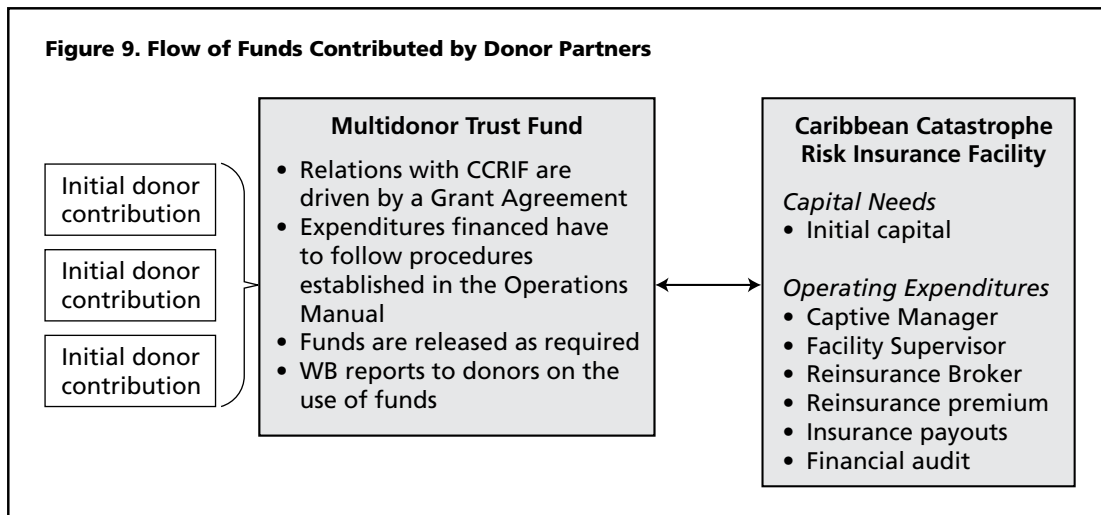 Figure 9. Flow of Funds Contributed by Donor Partners
Initial donor
contribution
Initial donor
contribution
Initial donor
contribution
Multidonor Trust Fund
• Relations with CCRIF are
driven by a Grant Agreement
• Expenditures financed have
to follow procedures
established in the Operations
Manual
• Funds are released as required
• WB reports to donors on the
use of funds
Caribbean Catastrophe
Risk Insurance Facility
Capital Needs
• Initial capital
Operating Expenditures
• Captive Manager
• Facility Supervisor
• Reinsurance Broker
• Reinsurance premium
• Insurance payouts
• Financial audit